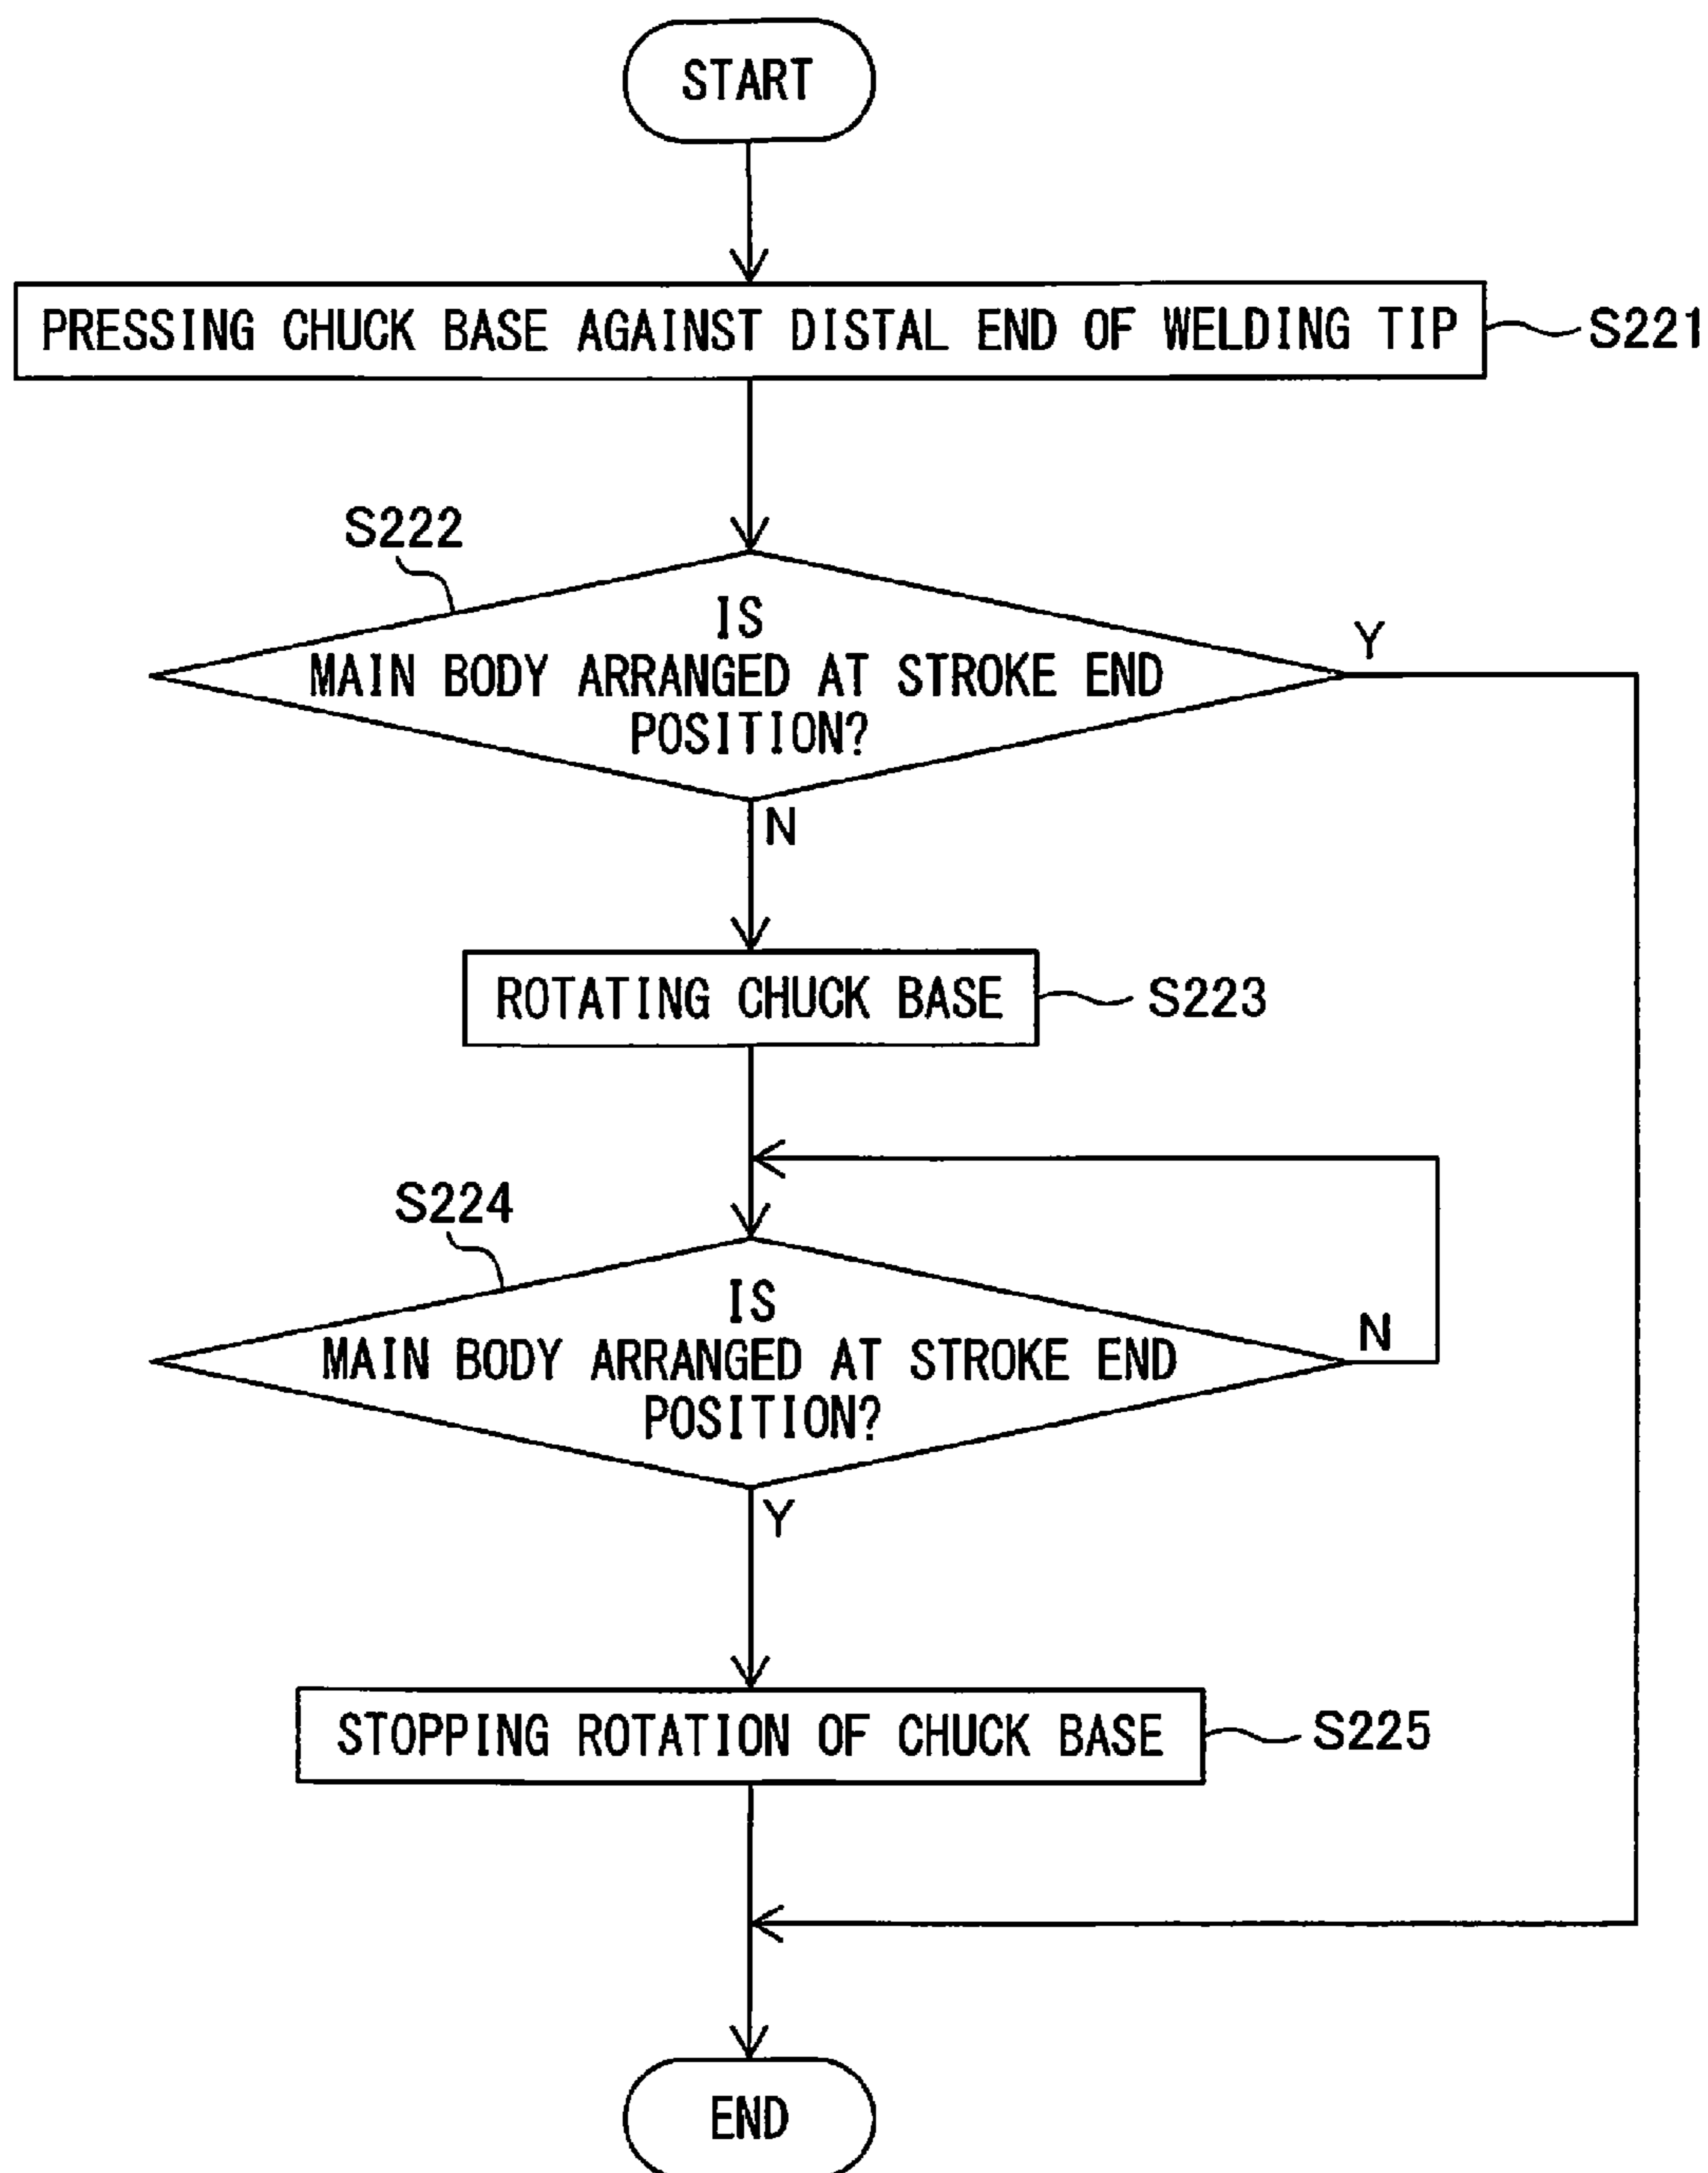 START
PRESSING CHUCK BASE AGAINST DISTAL END OF WELDING TIP
S221
S222
IS
MAIN BODY ARRANGED AT STROKE END
POSITION?
Y
N
ROTATING CHUCK BASE
S223
S224
IS
MAIN BODY ARRANGED AT STROKE END
POSITION?
N
Y
STOPPING ROTATION OF CHUCK BASE
S225
END